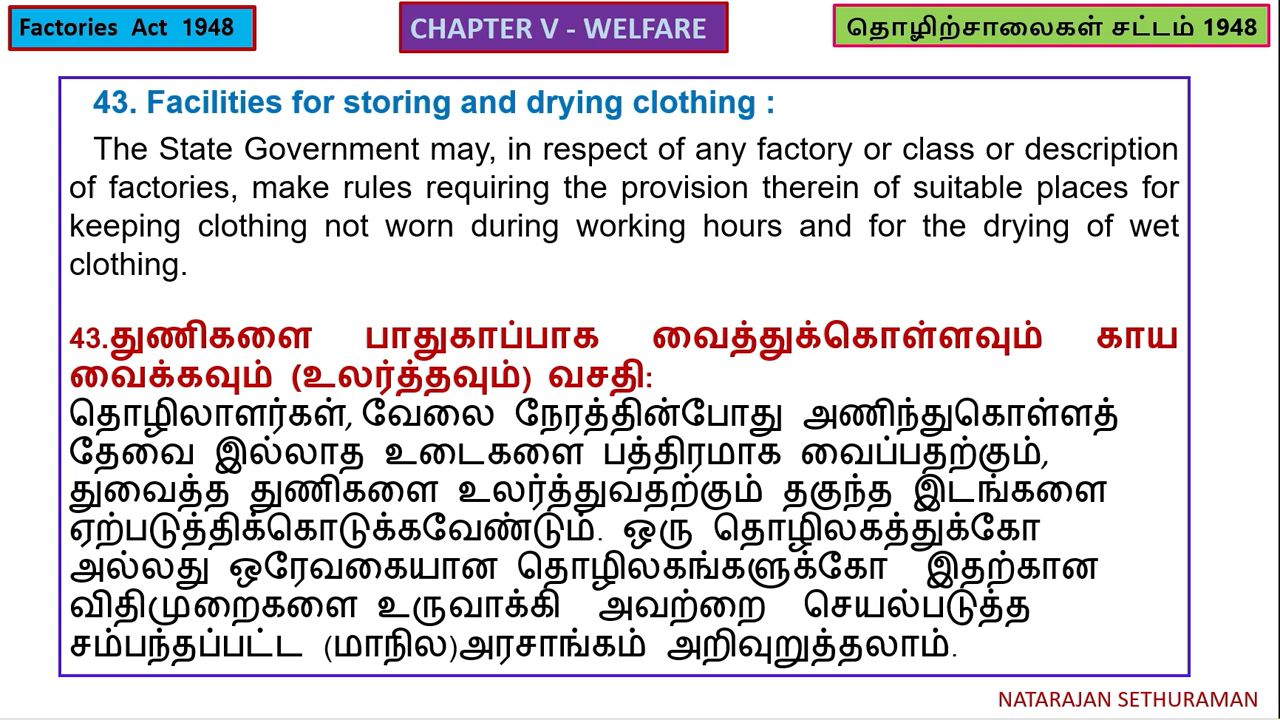 Factories Act 1948
CHAPTER V - WELFARE
தொழிற்சாலைகள் சட்டம் 1948
43. Facilities for storing and drying clothing :
The State Government may, in respect of any factory or class or description
of factories, make rules requiring the provision therein of suitable places for
keeping clothing not worn during working hours and for the drying of wet
clothing.
43.துணிகளை பாதுகாப்பாக வைத்துக்கொள்ளவும் காய
வைக்கவும் (உலர்த்தவும்) வசதி:
தொழிலாளர்கள், வேலை நேரத்தின்போது அணிந்துகொள்ளத்
தேவை இல்லாத உடைகளை பத்திரமாக வைப்பதற்கும்,
துவைத்த துணிகளை உலர்த்துவதற்கும் தகுந்த இடங்களை
ஏற்படுத்திக்கொடுக்கவேண்டும். ஒரு தொழிலகத்துக்கோ
அல்லது ஒரேவகையான தொழிலகங்களுக்கோ இதற்கான
விதிமுறைகளை உருவாக்கி அவற்றை செயல்படுத்த
சம்பந்தப்பட்ட (மாநில)அரசாங்கம் அறிவுறுத்தலாம்.
NATARAJAN SETHURAMAN